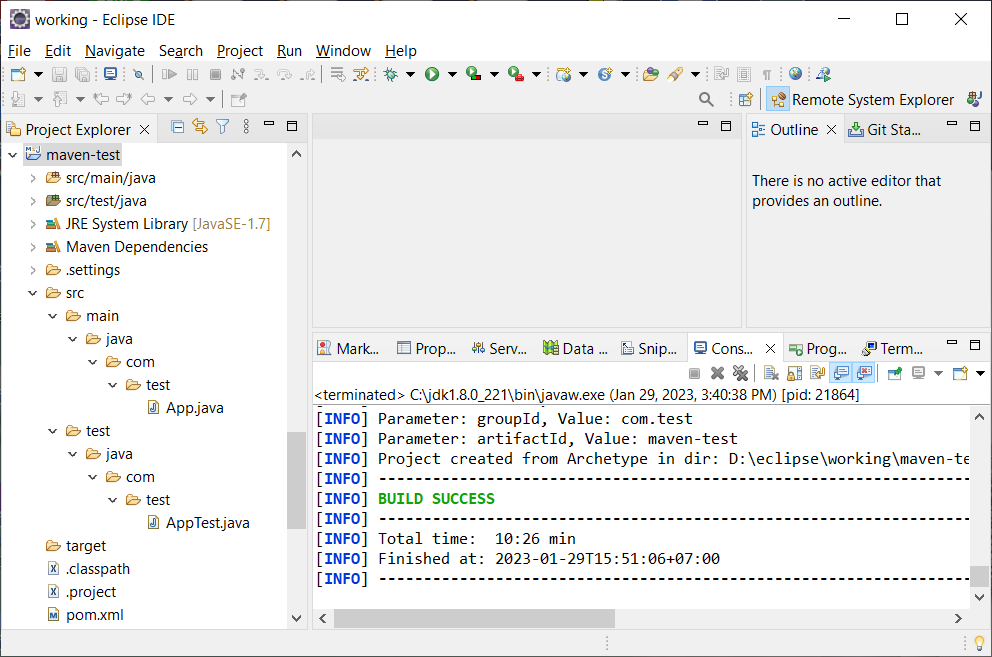 working - Eclipse IDE
File Edit Navigate Search Project Run Window Help
Remote System Explorer
Project Explorer
maven-test
src/main/java
src/test/java
JRE System Library [JavaSE-1.7]
Maven Dependencies
.settings
src
main
java
com
test
App.java
test
java
com
test
AppTest.java
target
.classpath
.project
pom.xml
Outline Git Sta...
There is no active editor that
provides an outline.
Mark... Prop... Serv... Data ... Snip... Cons... Prog... Term...
<terminated> C:\jdk1.8.0_221\bin\javaw.exe (Jan 29, 2023, 3:40:38 PM) [pid: 21864]
[INFO] Parameter: groupId, Value: com.test
[INFO] Parameter: artifactId, Value: maven-test
[INFO] Project created from Archetype in dir: D:\eclipse\working\maven-te
[INFO] ------------------------------------------------------------------------
[INFO] BUILD SUCCESS
[INFO] ------------------------------------------------------------------------
[INFO] Total time:  10:26 min
[INFO] Finished at: 2023-01-29T15:51:06+07:00
[INFO] ------------------------------------------------------------------------